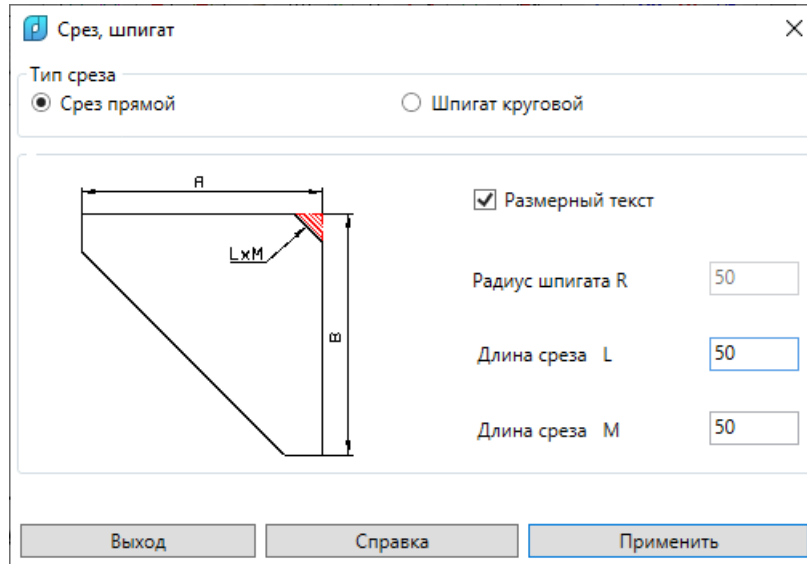 Срез, шпигат
Тип среза
Срез прямой
Шпигат круговой
A
LxM
B
Размерный текст
Радиус шпигата R 50
Длина среза L 50
Длина среза M 50
Выход
Справка
Применить